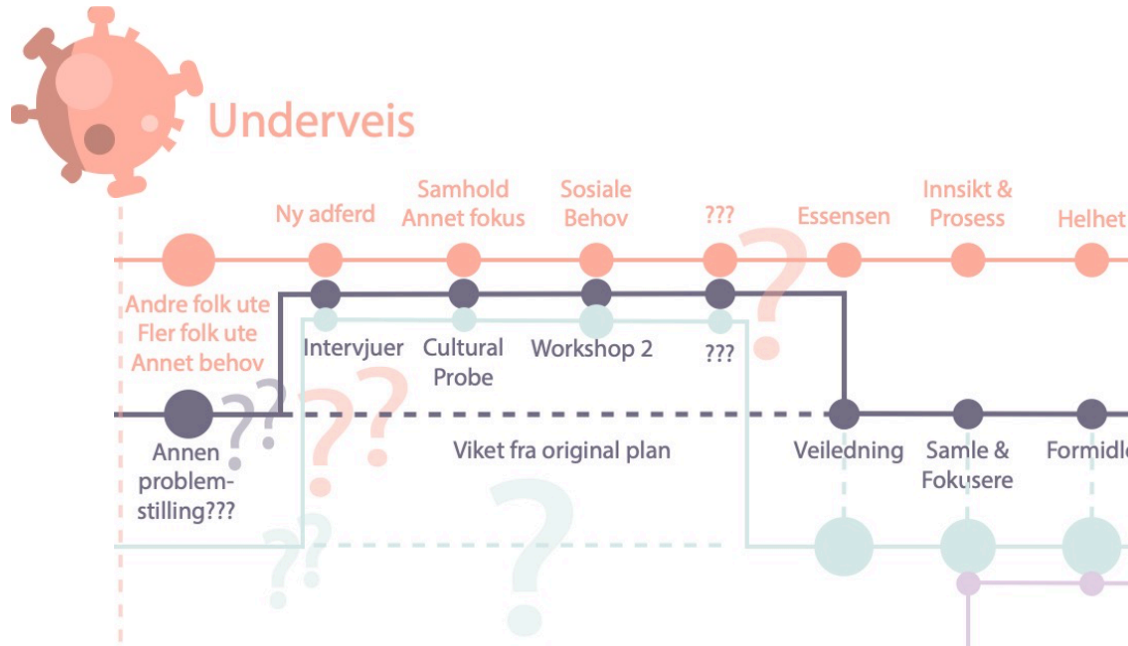 Underveis
Ny adferd
Samhold
Annet fokus
Sosiale
Behov
???
Essensen
Innsikt &
Prosess
Helhet
Andre folk ute
Fler folk ute
Annet behov
Intervjuer
Cultural
Probe
Workshop 2
???
?
??
??
Annen
problem-
stilling???
Viket fra original plan
Veiledning
Samle &
Fokusere
Formidle
??
?